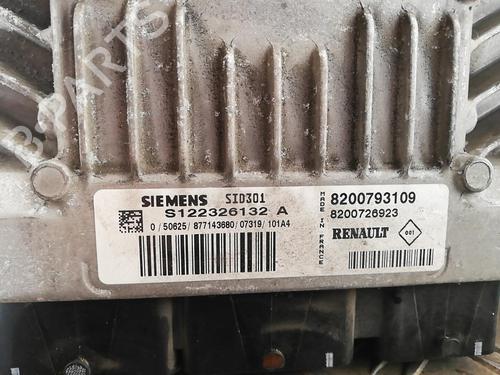 B-PARTS
SIEMENS SID301
S122326132 A
0 / 50625/ 877143680/ 07319/ 101A4
MADE
IN FRANCE
8200793109
8200726923
RENAULT
001